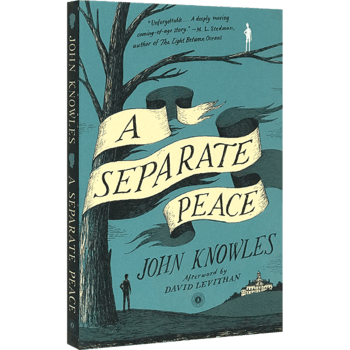 "Unforgettable... A deeply moving
coming-of-age story." —M. L. Stedman,
author of The Light Between Oceans
A
SEPARATE
PEACE
JOHN KNOWLES
Afterword by
DAVID LEVITHAN
JOHN KNOWLES
A SEPARATE PEACE